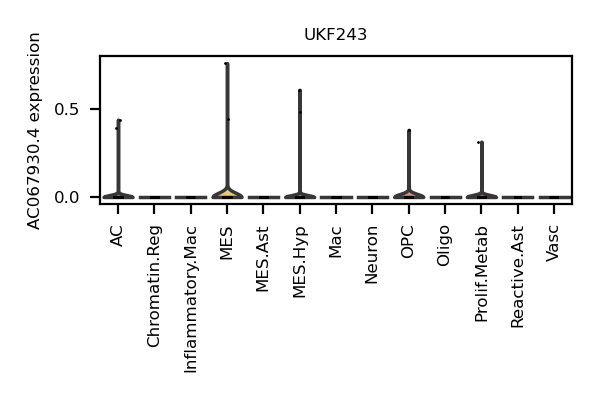 UKF243
AC067930.4 expression
0.5
0.0
AC
Chromatin.Reg
Inflammatory.Mac
MES
MES.Ast
MES.Hyp
Mac
Neuron
OPC
Oligo
Prolif.Metab
Reactive.Ast
Vasc